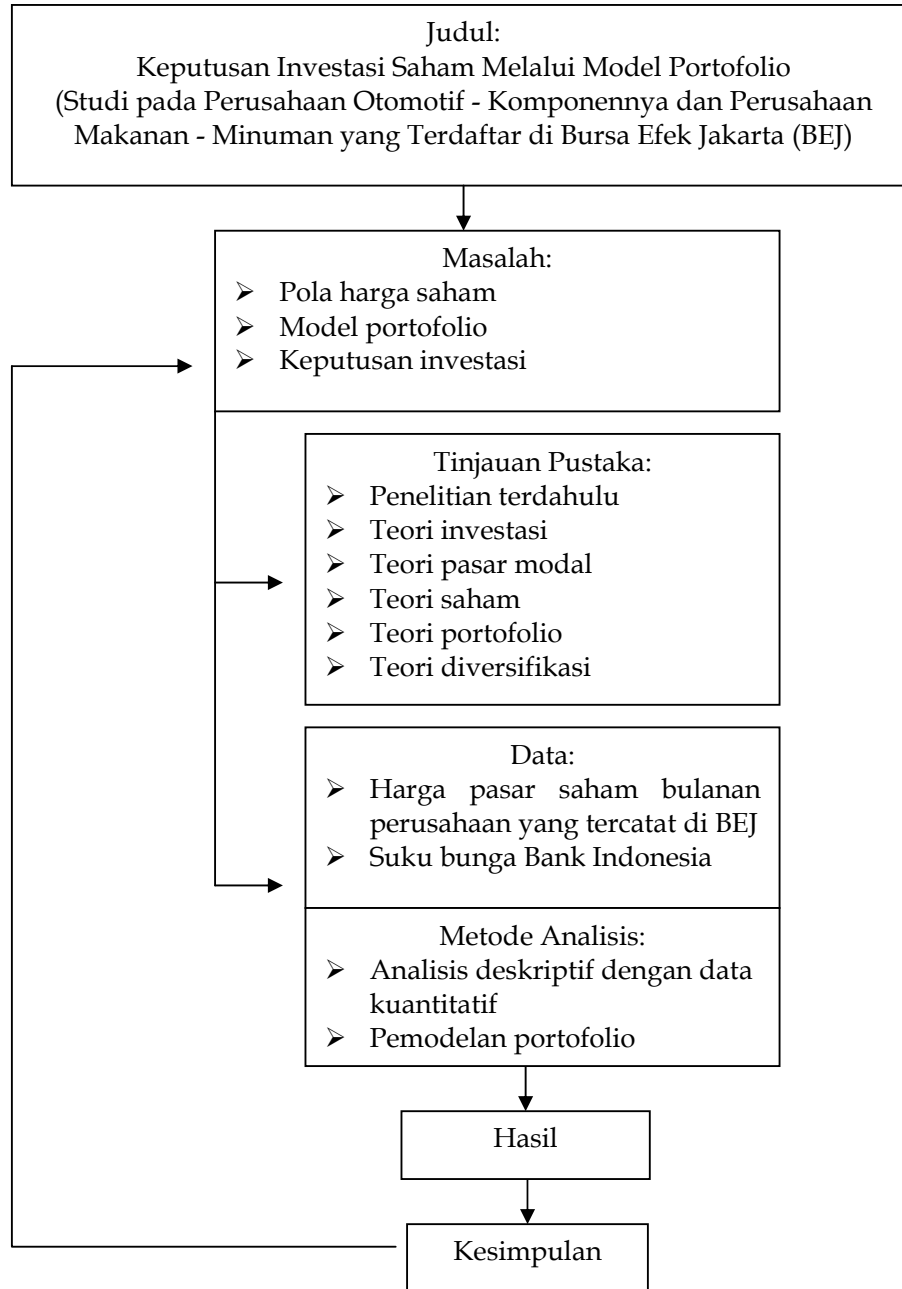 Judul:
Keputusan Investasi Saham Melalui Model Portofolio
(Studi pada Perusahaan Otomotif - Komponennya dan Perusahaan
Makanan - Minuman yang Terdaftar di Bursa Efek Jakarta (BEJ)
Masalah:
➢ Pola harga saham
➢ Model portofolio
➢ Keputusan investasi
Tinjauan Pustaka:
➢ Penelitian terdahulu
➢ Teori investasi
➢ Teori pasar modal
➢ Teori saham
➢ Teori portofolio
➢ Teori diversifikasi
Data:
➢ Harga pasar saham bulanan
perusahaan yang tercatat di BEJ
➢ Suku bunga Bank Indonesia
Metode Analisis:
➢ Analisis deskriptif dengan data
kuantitatif
➢ Pemodelan portofolio
Hasil
Kesimpulan